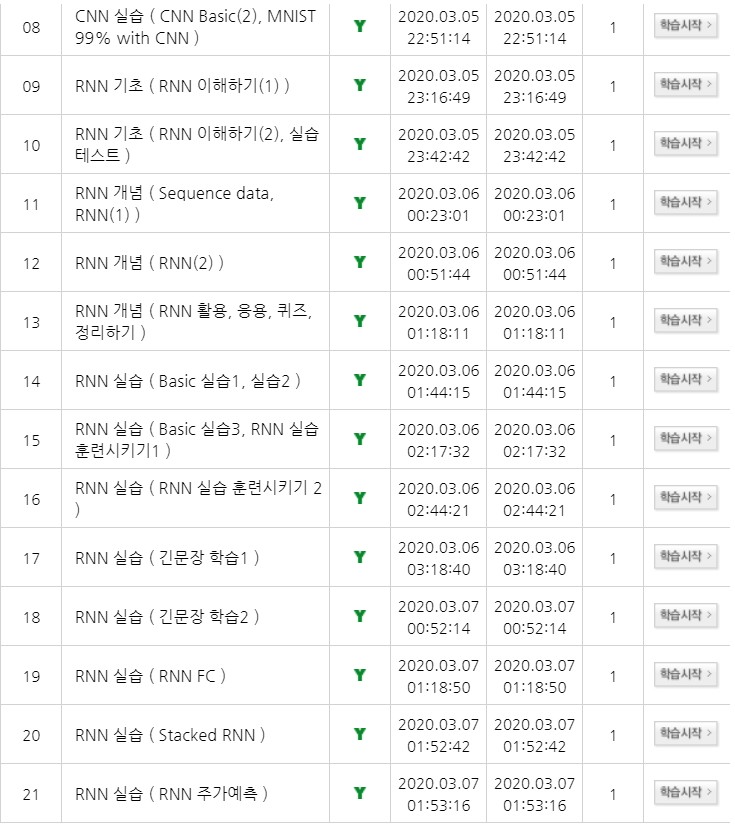 08 CNN 실습 ( CNN Basic(2), MNIST 99% with CNN ) Y 2020.03.05 22:51:14 2020.03.05 22:51:14 1 학습시작 >
09 RNN 기초 ( RNN 이해하기(1) ) Y 2020.03.05 23:16:49 2020.03.05 23:16:49 1 학습시작 >
10 RNN 기초 ( RNN 이해하기(2), 실습 테스트 ) Y 2020.03.05 23:42:42 2020.03.05 23:42:42 1 학습시작 >
11 RNN 개념 ( Sequence data, RNN(1) ) Y 2020.03.06 00:23:01 2020.03.06 00:23:01 1 학습시작 >
12 RNN 개념 ( RNN(2) ) Y 2020.03.06 00:51:44 2020.03.06 00:51:44 1 학습시작 >
13 RNN 개념 ( RNN 활용, 응용, 퀴즈, 정리하기 ) Y 2020.03.06 01:18:11 2020.03.06 01:18:11 1 학습시작 >
14 RNN 실습 ( Basic 실습1, 실습2 ) Y 2020.03.06 01:44:15 2020.03.06 01:44:15 1 학습시작 >
15 RNN 실습 ( Basic 실습3, RNN 실습 훈련시키기1 ) Y 2020.03.06 02:17:32 2020.03.06 02:17:32 1 학습시작 >
16 RNN 실습 ( RNN 실습 훈련시키기 2 ) Y 2020.03.06 02:44:21 2020.03.06 02:44:21 1 학습시작 >
17 RNN 실습 ( 긴문장 학습1 ) Y 2020.03.06 03:18:40 2020.03.06 03:18:40 1 학습시작 >
18 RNN 실습 ( 긴문장 학습2 ) Y 2020.03.07 00:52:14 2020.03.07 00:52:14 1 학습시작 >
19 RNN 실습 ( RNN FC ) Y 2020.03.07 01:18:50 2020.03.07 01:18:50 1 학습시작 >
20 RNN 실습 ( Stacked RNN ) Y 2020.03.07 01:52:42 2020.03.07 01:52:42 1 학습시작 >
21 RNN 실습 ( RNN 주가예측 ) Y 2020.03.07 01:53:16 2020.03.07 01:53:16 1 학습시작 >